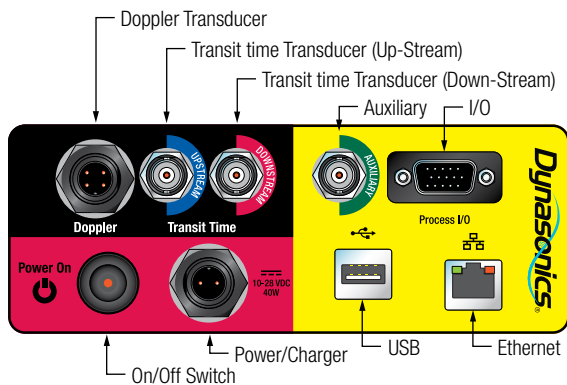 Doppler Transducer
Transit time Transducer (Up-Stream)
Transit time Transducer (Down-Stream)
Auxiliary
I/O
UPSTREAM
DOWNSTREAM
AUXILIARY
Doppler
Transit Time
Process I/O
Dynasonics®
Power On
10-28 VDC
40W
Power/Charger
USB
Ethernet
On/Off Switch